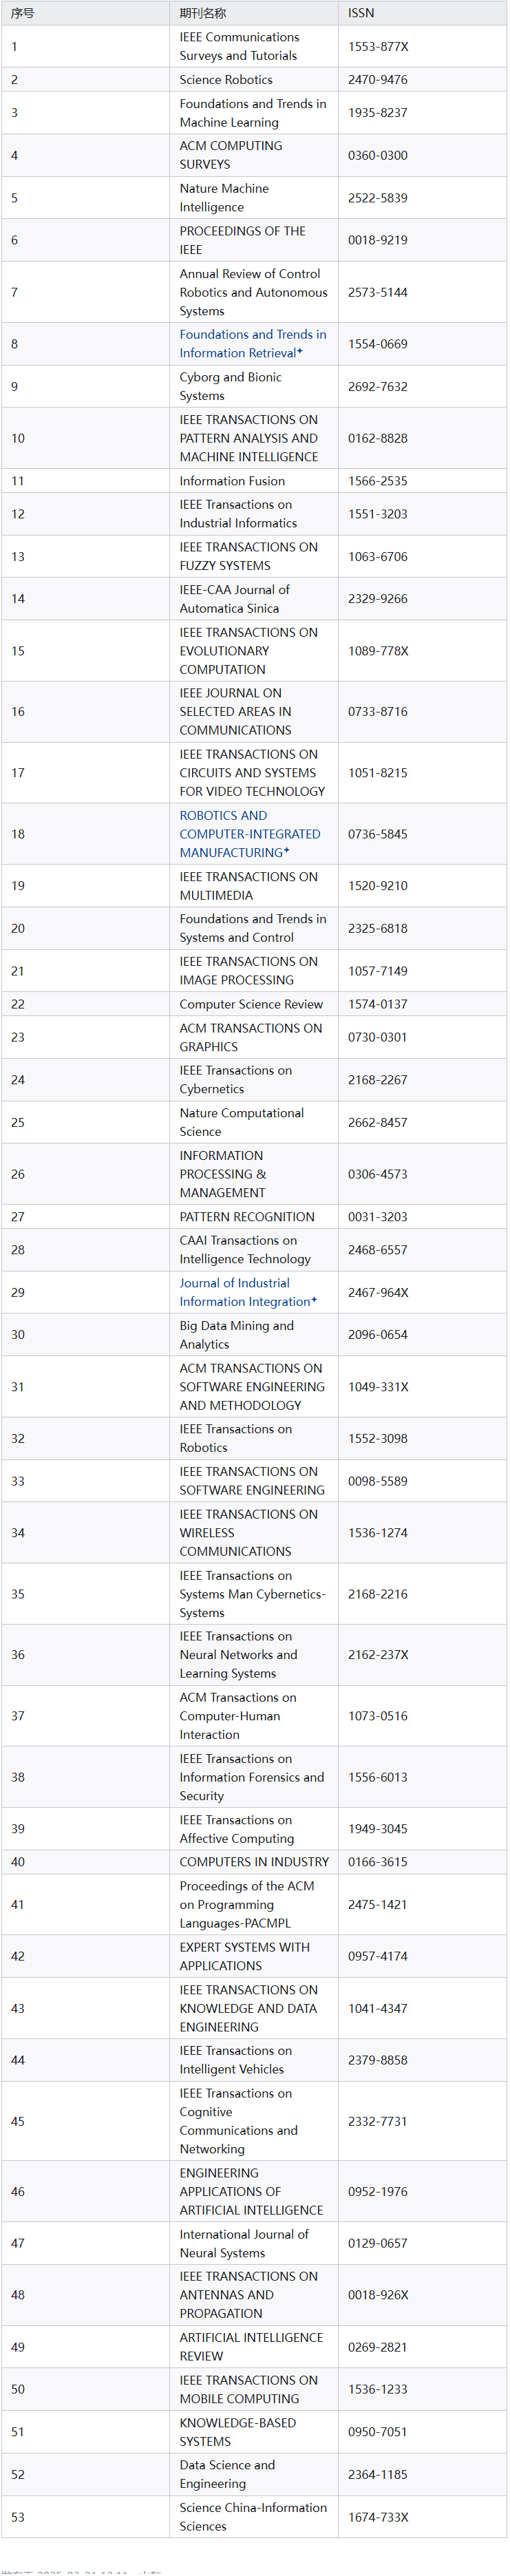 序号 期刊名称 ISSN
1 IEEE Communications Surveys and Tutorials 1553-877X
2 Science Robotics 2470-9476
3 Foundations and Trends in Machine Learning 1935-8237
4 ACM COMPUTING SURVEYS 0360-0300
5 Nature Machine Intelligence 2522-5839
6 PROCEEDINGS OF THE IEEE 0018-9219
7 Annual Review of Control Robotics and Autonomous Systems 2573-5144
8 Foundations and Trends in Information Retrieval 1554-0669
9 Cyborg and Bionic Systems 2692-7632
10 IEEE TRANSACTIONS ON PATTERN ANALYSIS AND MACHINE INTELLIGENCE 0162-8828
11 Information Fusion 1566-2535
12 IEEE Transactions on Industrial Informatics 1551-3203
13 IEEE TRANSACTIONS ON FUZZY SYSTEMS 1063-6706
14 IEEE-CAA Journal of Automatica Sinica 2329-9266
15 IEEE TRANSACTIONS ON EVOLUTIONARY COMPUTATION 1089-778X
16 IEEE JOURNAL ON SELECTED AREAS IN COMMUNICATIONS 0733-8716
17 IEEE TRANSACTIONS ON CIRCUITS AND SYSTEMS FOR VIDEO TECHNOLOGY 1051-8215
18 ROBOTICS AND COMPUTER-INTEGRATED MANUFACTURING 0736-5845
19 IEEE TRANSACTIONS ON MULTIMEDIA 1520-9210
20 Foundations and Trends in Systems and Control 2325-6818
21 IEEE TRANSACTIONS ON IMAGE PROCESSING 1057-7149
22 Computer Science Review 1574-0137
23 ACM TRANSACTIONS ON GRAPHICS 0730-0301
24 IEEE Transactions on Cybernetics 2168-2267
25 Nature Computational Science 2662-8457
26 INFORMATION PROCESSING & MANAGEMENT 0306-4573
27 PATTERN RECOGNITION 0031-3203
28 CAAI Transactions on Intelligence Technology 2468-6557
29 Journal of Industrial Information Integration 2467-964X
30 Big Data Mining and Analytics 2096-0654
31 ACM TRANSACTIONS ON SOFTWARE ENGINEERING AND METHODOLOGY 1049-331X
32 IEEE Transactions on Robotics 1552-3098
33 IEEE TRANSACTIONS ON SOFTWARE ENGINEERING 0098-5589
34 IEEE TRANSACTIONS ON WIRELESS COMMUNICATIONS 1536-1274
35 IEEE Transactions on Systems Man Cybernetics-Systems 2168-2216
36 IEEE Transactions on Neural Networks and Learning Systems 2162-237X
37 ACM Transactions on Computer-Human Interaction 1073-0516
38 IEEE Transactions on Information Forensics and Security 1556-6013
39 IEEE Transactions on Affective Computing 1949-3045
40 COMPUTERS IN INDUSTRY 0166-3615
41 Proceedings of the ACM on Programming Languages-PACMPL 2475-1421
42 EXPERT SYSTEMS WITH APPLICATIONS 0957-4174
43 IEEE TRANSACTIONS ON KNOWLEDGE AND DATA ENGINEERING 1041-4347
44 IEEE Transactions on Intelligent Vehicles 2379-8858
45 IEEE Transactions on Cognitive Communications and Networking 2332-7731
46 ENGINEERING APPLICATIONS OF ARTIFICIAL INTELLIGENCE 0952-1976
47 International Journal of Neural Systems 0129-0657
48 IEEE TRANSACTIONS ON ANTENNAS AND PROPAGATION 0018-926X
49 ARTIFICIAL INTELLIGENCE REVIEW 0269-2821
50 IEEE TRANSACTIONS ON MOBILE COMPUTING 1536-1233
51 KNOWLEDGE-BASED SYSTEMS 0950-7051
52 Data Science and Engineering 2364-1185
53 Science China-Information Sciences 1674-733X